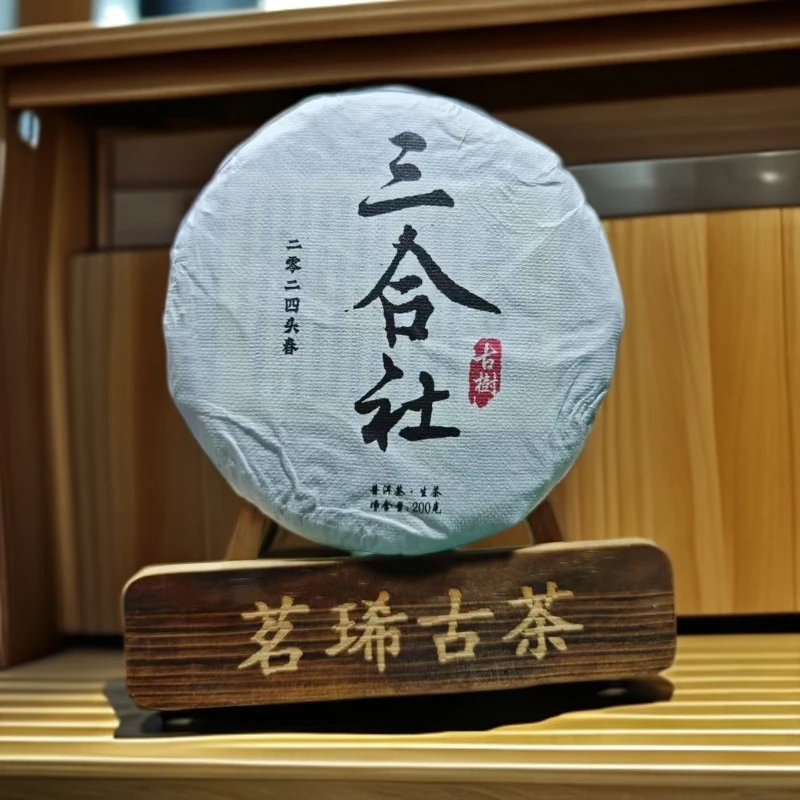 三合社
古樹
二零二四头春
普洱茶·生茶
净含量:200克
茗琋古茶